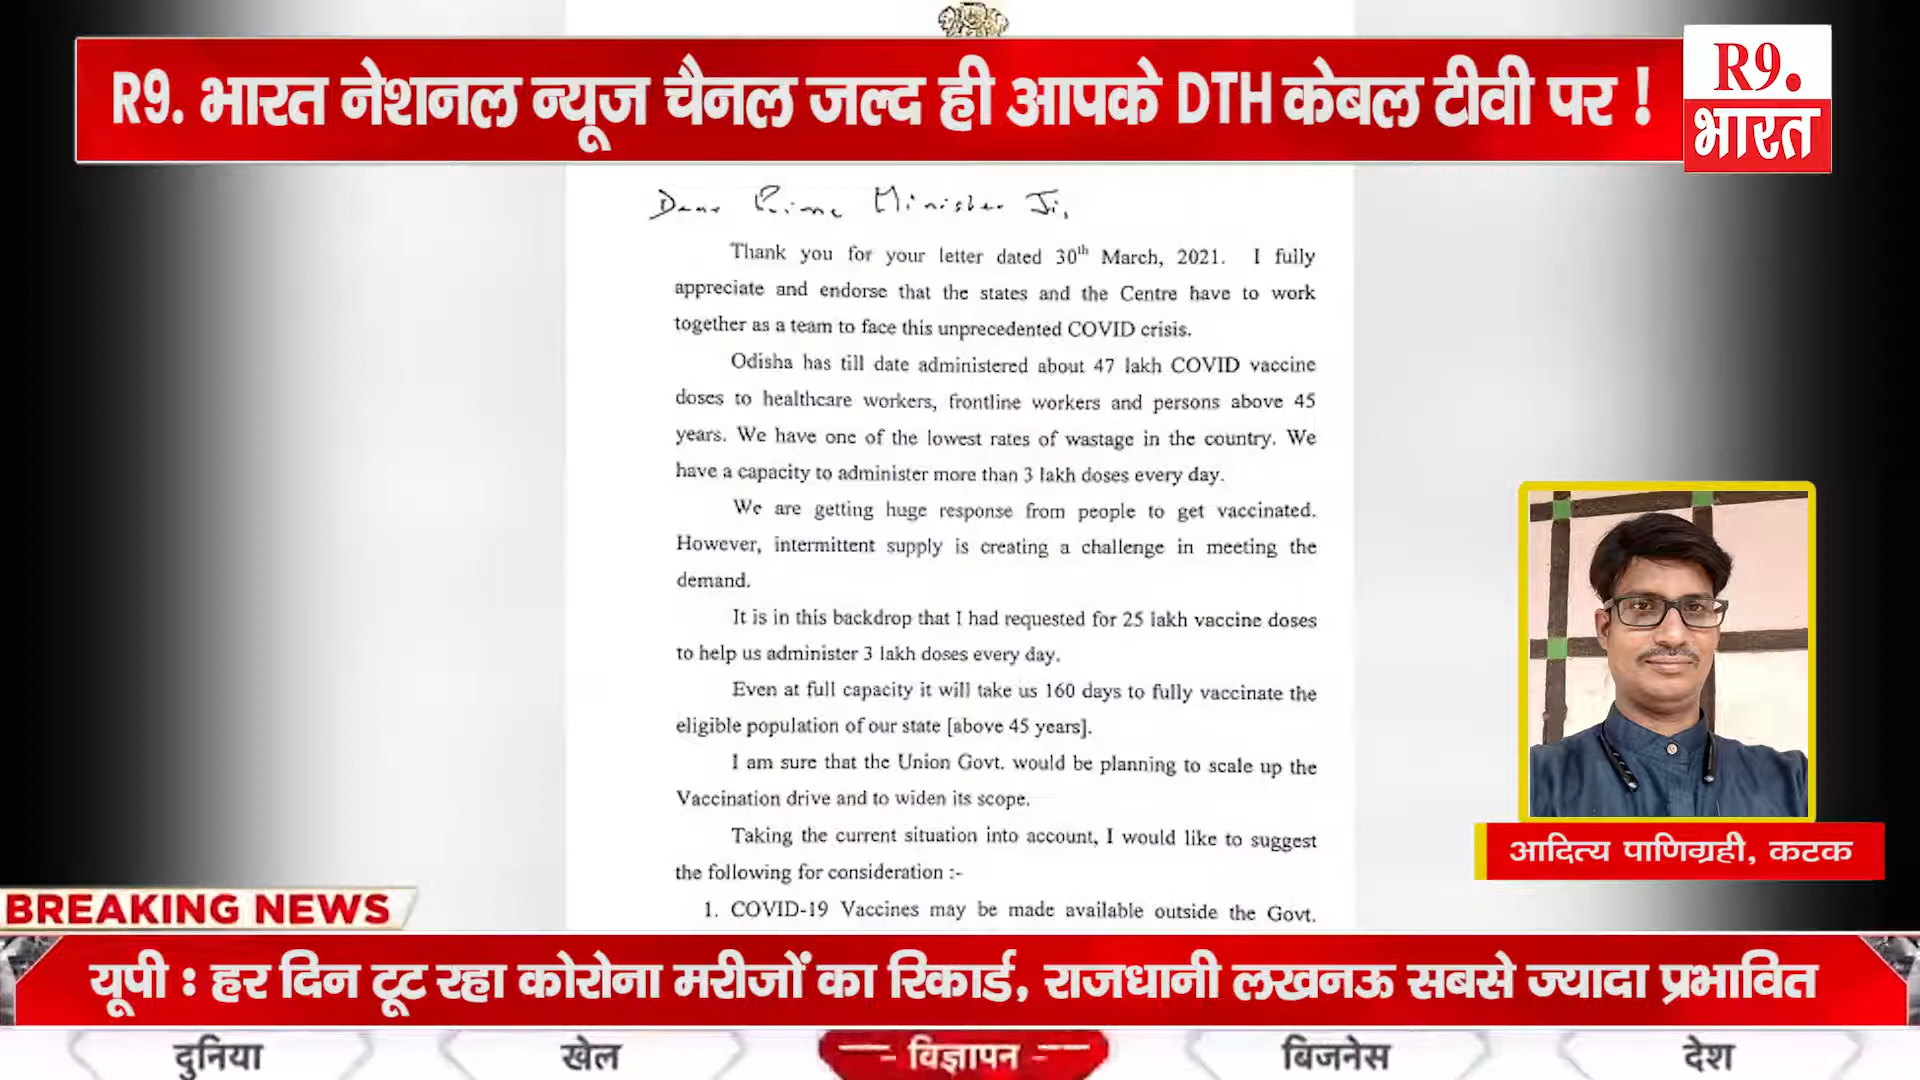 R9. भारत नेशनल न्यूज चैनल जल्द ही आपके DTH केबल टीवी पर !
R9.
भारत
Dear Prime Minister Ji,
Thank you for your letter dated 30th March, 2021. I fully
appreciate and endorse that the states and the Centre have to work
together as a team to face this unprecedented COVID crisis.
Odisha has till date administered about 47 lakh COVID vaccine
doses to healthcare workers, frontline workers and persons above 45
years. We have one of the lowest rates of wastage in the country. We
have a capacity to administer more than 3 lakh doses every day.
We are getting huge response from people to get vaccinated.
However, intermittent supply is creating a challenge in meeting the
demand.
It is in this backdrop that I had requested for 25 lakh vaccine doses
to help us administer 3 lakh doses every day.
Even at full capacity it will take us 160 days to fully vaccinate the
eligible population of our state [above 45 years].
I am sure that the Union Govt. would be planning to scale up the
Vaccination drive and to widen its scope.
Taking the current situation into account, I would like to suggest
the following for consideration :-
1. COVID-19 Vaccines may be made available outside the Govt.
आदित्य पाणिग्रही, कटक
BREAKING NEWS
यूपी : हर दिन टूट रहा कोरोना मरीजों का रिकार्ड, राजधानी लखनऊ सबसे ज्यादा प्रभावित
दुनिया
खेल
विज्ञापन
बिजनेस
देश